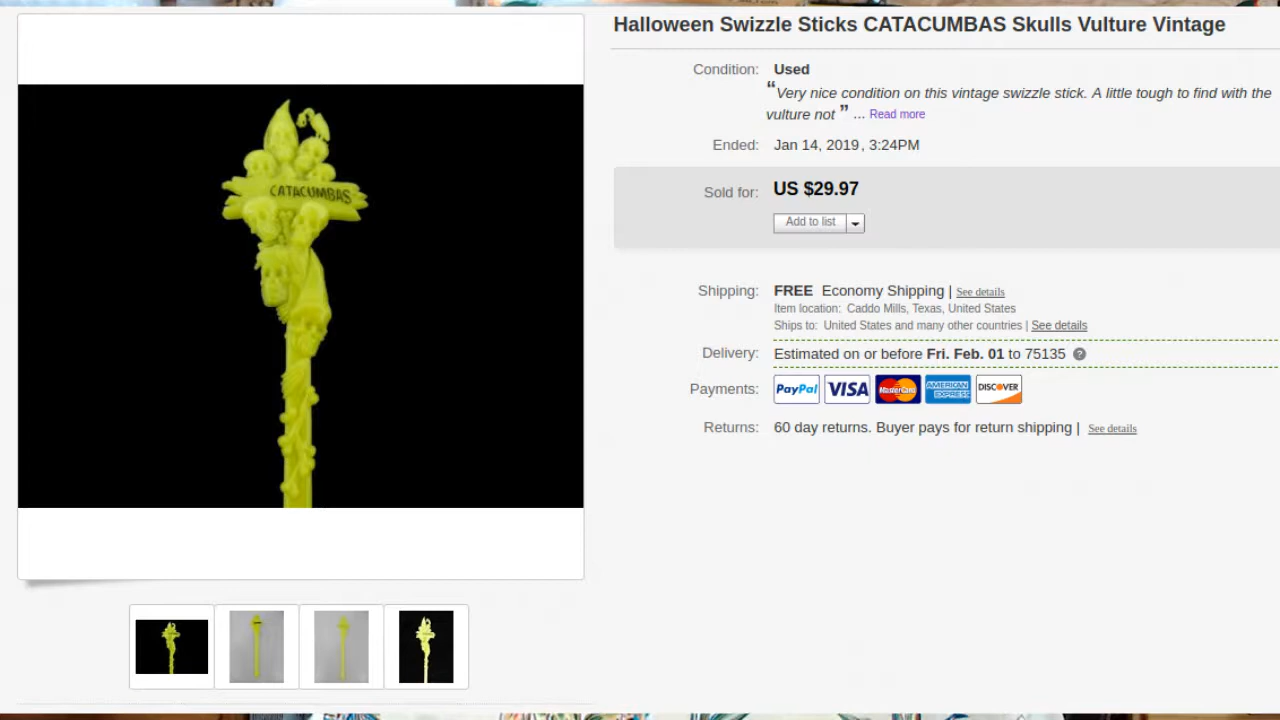 Halloween Swizzle Sticks CATACUMBAS Skulls Vulture Vintage
Condition: Used
“Very nice condition on this vintage swizzle stick. A little tough to find with the
vulture not ” ... Read more
Ended: Jan 14, 2019 , 3:24PM
Sold for: US $29.97
Add to list
Shipping: FREE Economy Shipping | See details
Item location: Caddo Mills, Texas, United States
Ships to: United States and many other countries | See details
Delivery: Estimated on or before Fri. Feb. 01 to 75135 ?
Payments: PayPal VISA MasterCard AMERICAN EXPRESS DISCOVER
Returns: 60 day returns. Buyer pays for return shipping | See details
CATACUMBAS